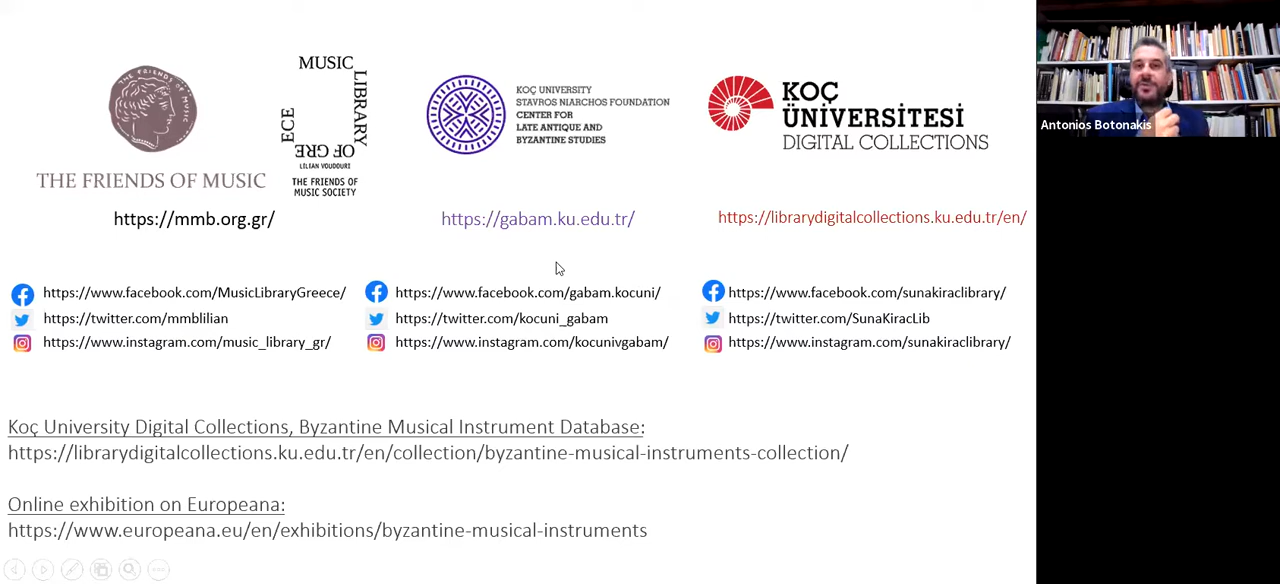 THE FRIENDS OF MUSIC
THE FRIENDS OF MUSIC
MUSIC
LIBRARY
OF GRE
ECE
LILIAN VOUDOURI
THE FRIENDS OF
MUSIC SOCIETY
https://mmb.org.gr/
KOÇ UNIVERSITY
STAVROS NIARCHOS FOUNDATION
CENTER FOR
LATE ANTIQUE AND
BYZANTINE STUDIES
https://gabam.ku.edu.tr/
KOÇ
ÜNİVERSİTESİ
DIGITAL COLLECTIONS
https://librarydigitalcollections.ku.edu.tr/en/
Antonios Botonakis
https://www.facebook.com/MusicLibraryGreece/
https://twitter.com/mmblilian
https://www.instagram.com/music_library_gr/
https://www.facebook.com/gabam.kocuni/
https://twitter.com/kocuni_gabam
https://www.instagram.com/kocunivgabam/
https://www.facebook.com/sunakiraclibrary/
https://twitter.com/SunaKiracLib
https://www.instagram.com/sunakiraclibrary/
Koç University Digital Collections, Byzantine Musical Instrument Database:
https://librarydigitalcollections.ku.edu.tr/en/collection/byzantine-musical-instruments-collection/
Online exhibition on Europeana:
https://www.europeana.eu/en/exhibitions/byzantine-musical-instruments